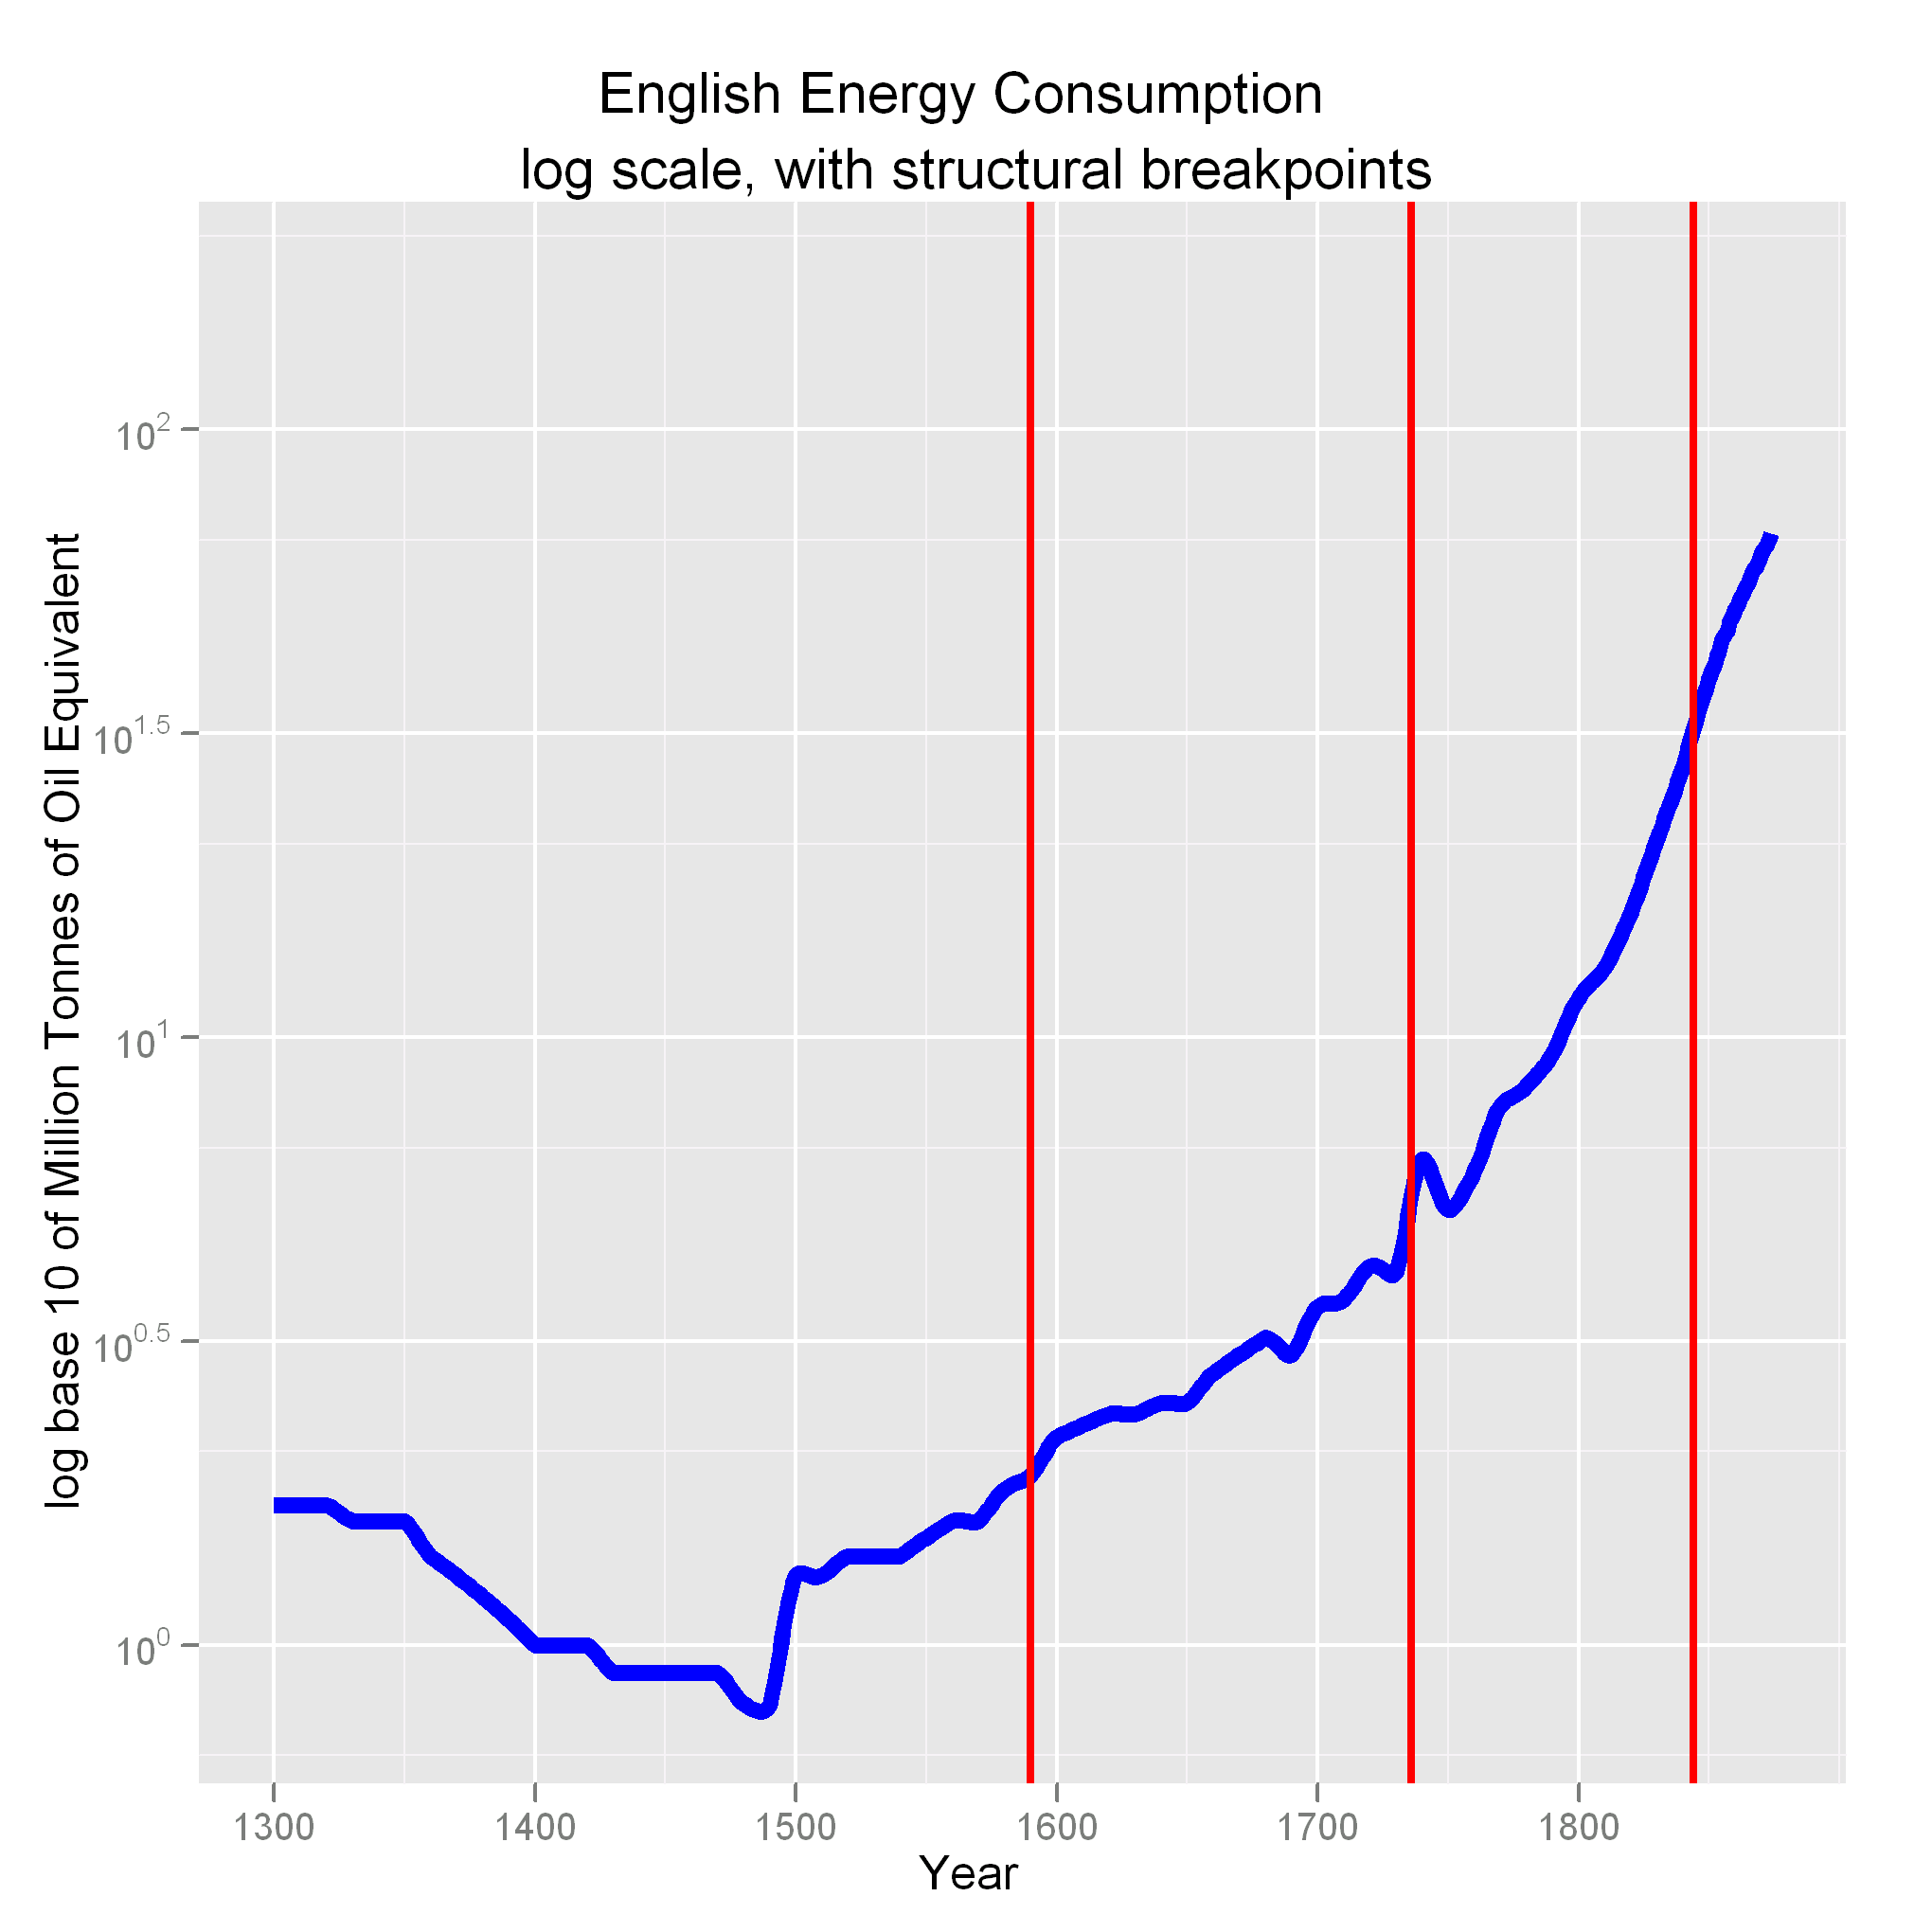 English Energy Consumption
log scale, with structural breakpoints
log base 10 of Million Tonnes of Oil Equivalent
10^2
10^1.5
10^1
10^0.5
10^0
1300 1400 1500 1600 1700 1800
Year